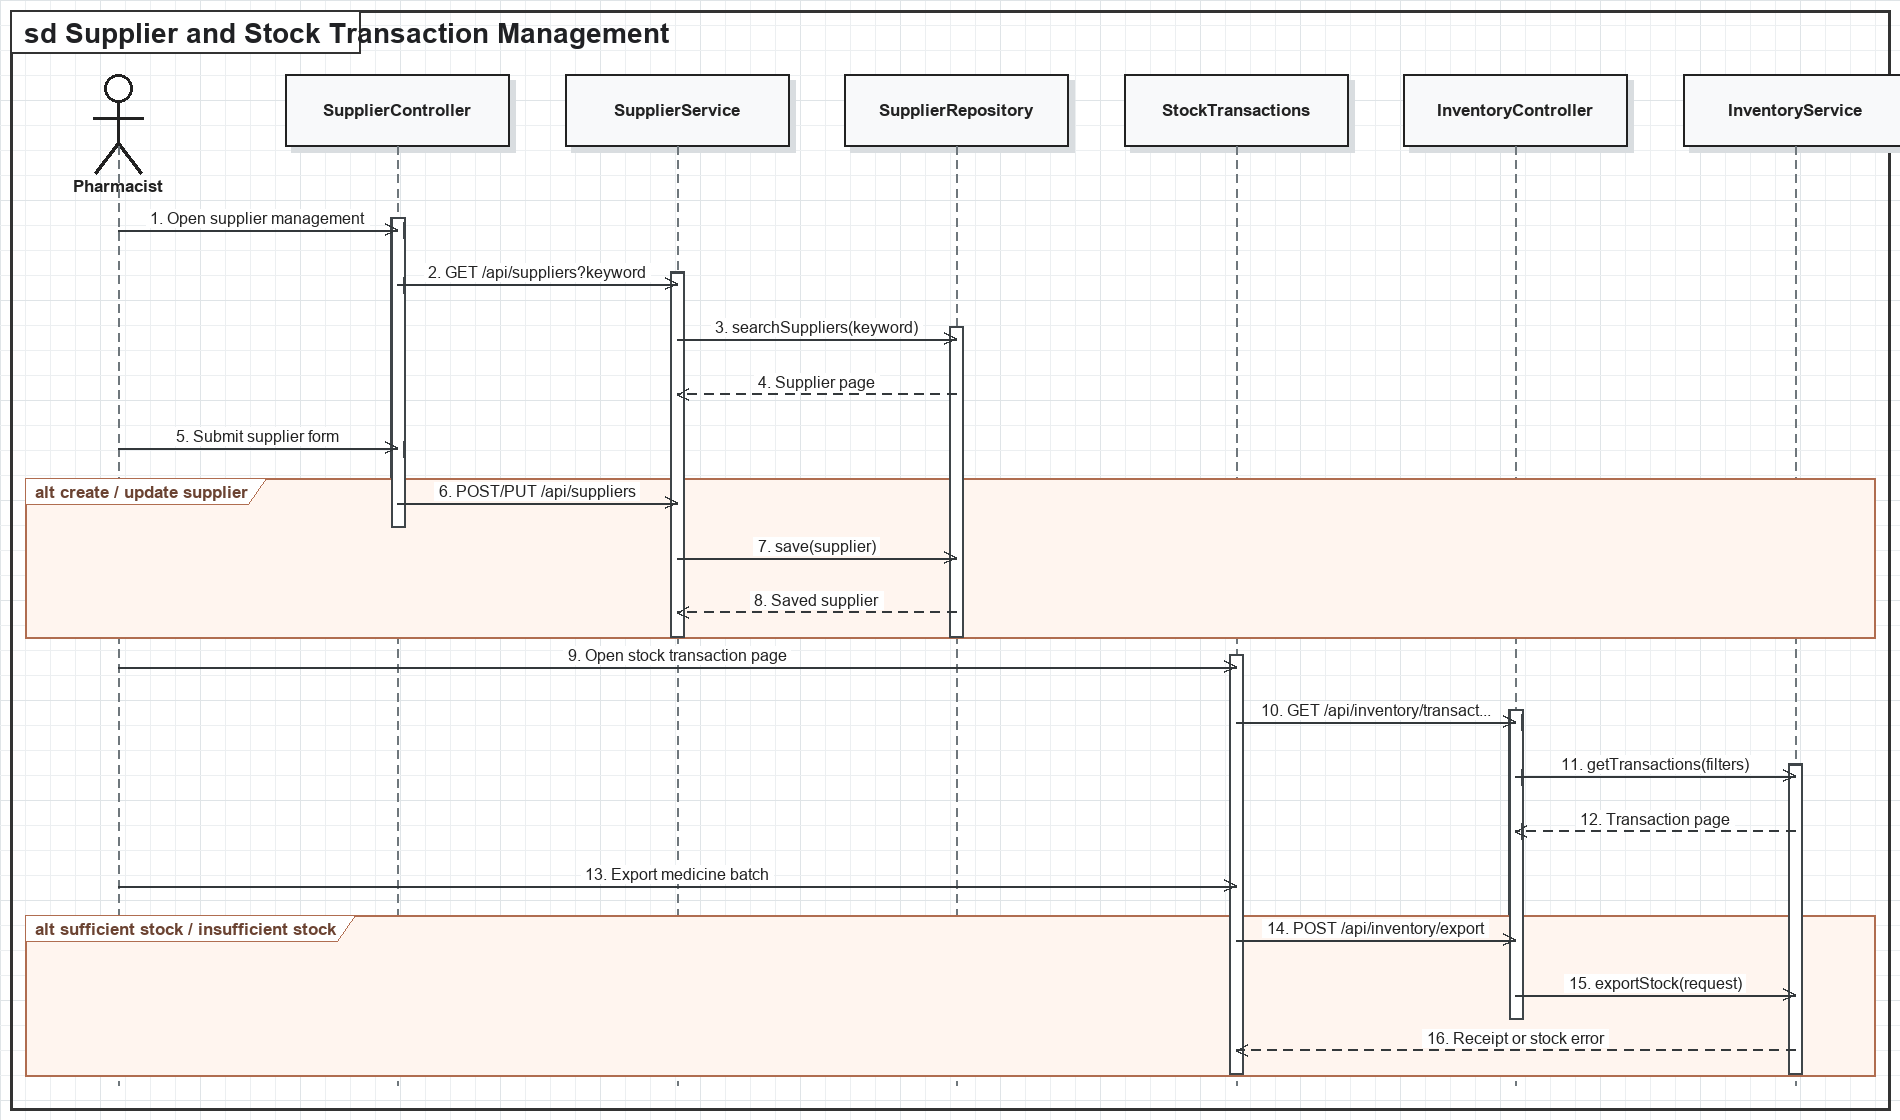 sd Supplier and Stock Transaction Management
Pharmacist
SupplierController
SupplierService
SupplierRepository
StockTransactions
InventoryController
InventoryService
1. Open supplier management
2. GET /api/suppliers?keyword
3. searchSuppliers(keyword)
4. Supplier page
5. Submit supplier form
alt create / update supplier
6. POST/PUT /api/suppliers
7. save(supplier)
8. Saved supplier
9. Open stock transaction page
10. GET /api/inventory/transact...
11. getTransactions(filters)
12. Transaction page
13. Export medicine batch
alt sufficient stock / insufficient stock
14. POST /api/inventory/export
15. exportStock(request)
16. Receipt or stock error